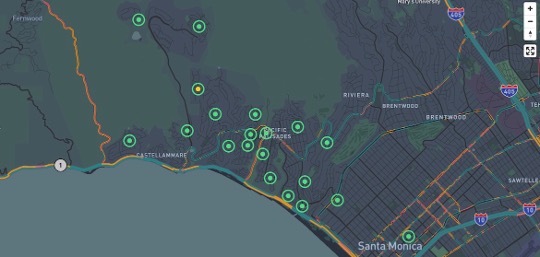 Mary's University
405
Fernwood
405
RIVIERA
BRENTWOOD
BRENTWOOD
PACIFIC
PALISADES
CASTELLAMMARE
1
SAWTELLE
10
10
Santa Monica